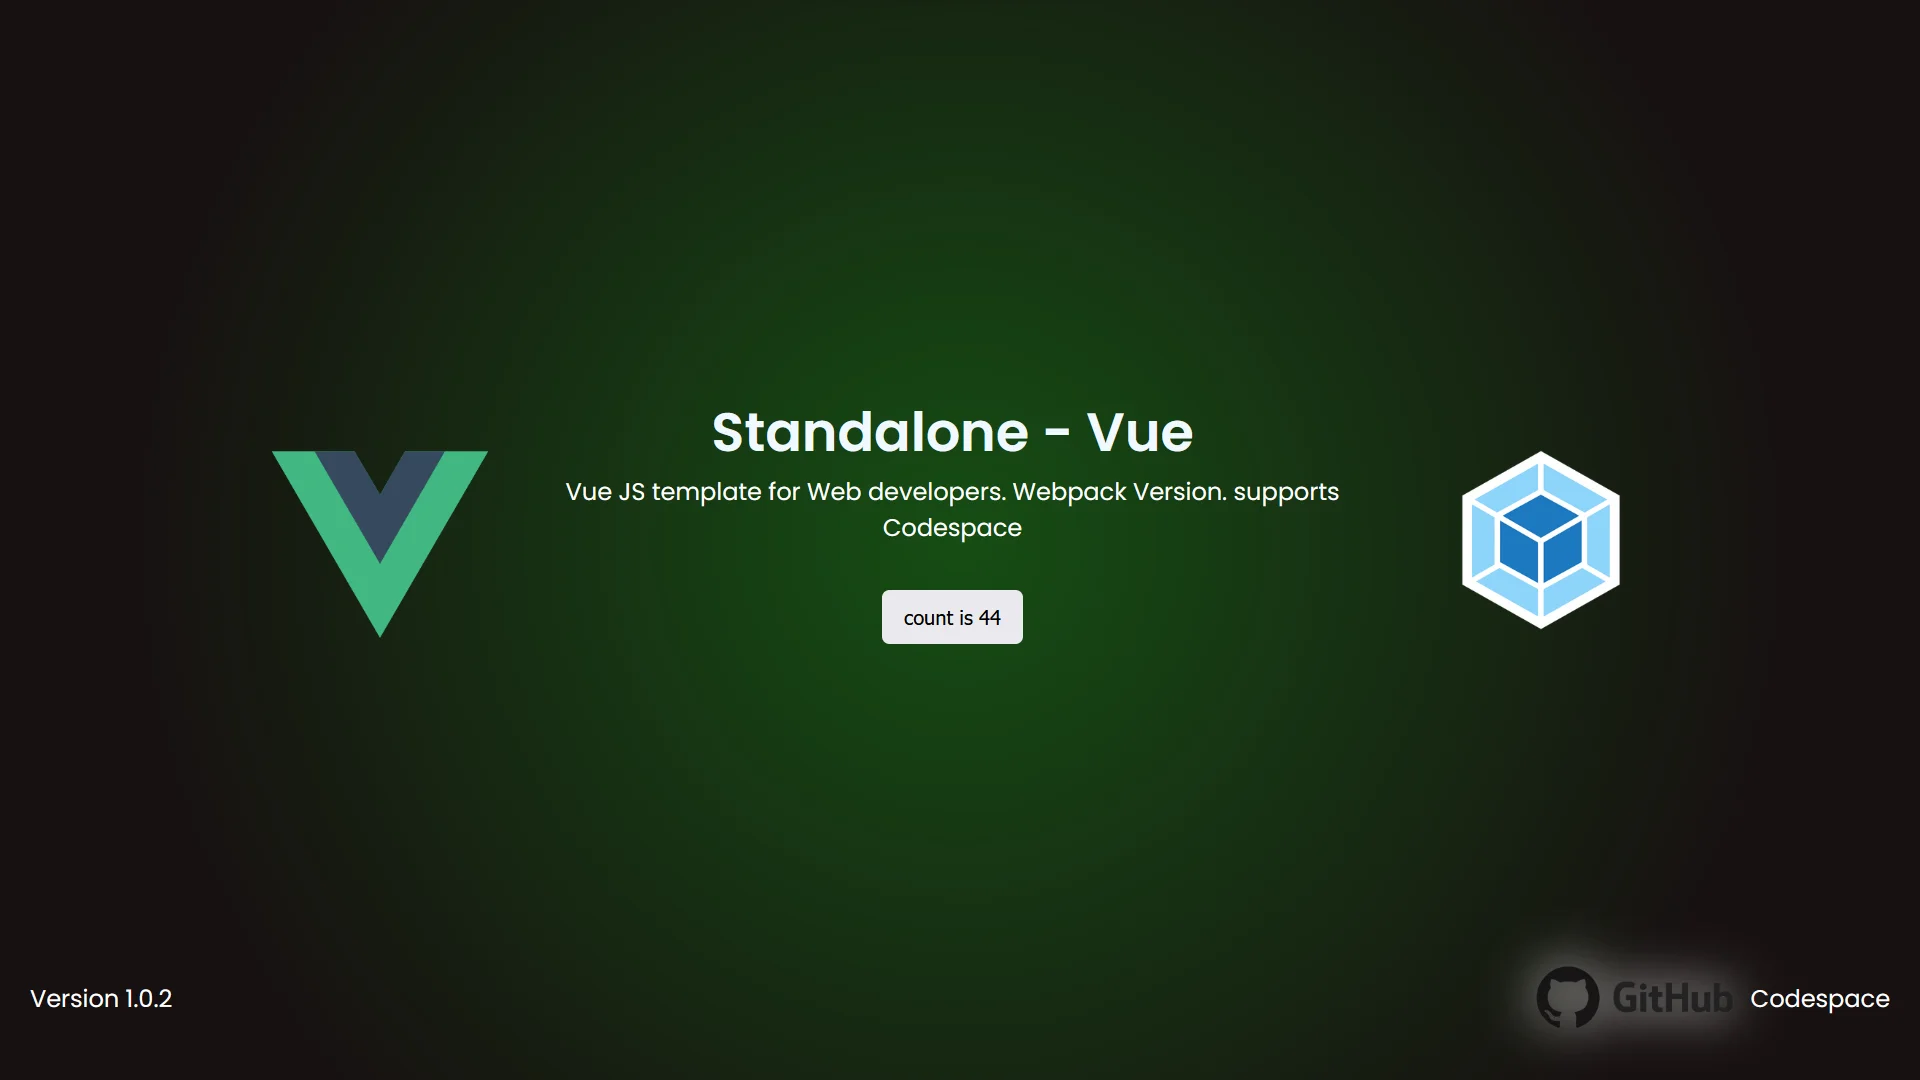 Standalone - Vue
Vue JS template for Web developers. Webpack Version. supports
Codespace
count is 44
Version 1.0.2
GitHub Codespace